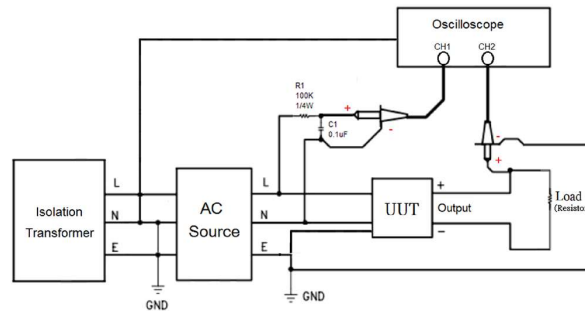 Oscilloscope
CH1
CH2
R1
100K
1/4W
+
C1
0.1uF
-
-
+
Isolation
Transformer
L
N
E
AC
Source
L
N
E
UUT
+
Output
−
Load
(Resistor
GND
GND